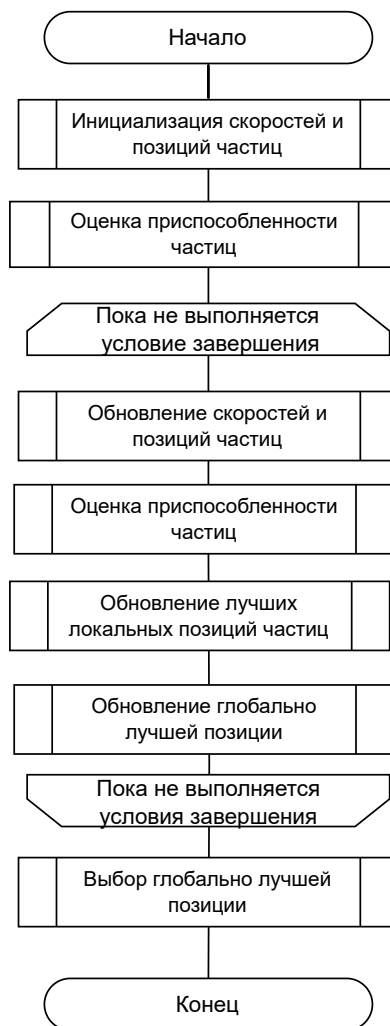 Начало
Инициализация скоростей и
позиций частиц
Оценка приспособленности
частиц
Пока не выполняется
условие завершения
Обновление скоростей и
позиций частиц
Оценка приспособленности
частиц
Обновление лучших
локальных позиций частиц
Обновление глобально
лучшей позиции
Пока не выполняется
условия завершения
Выбор глобально лучшей
позиции
Конец